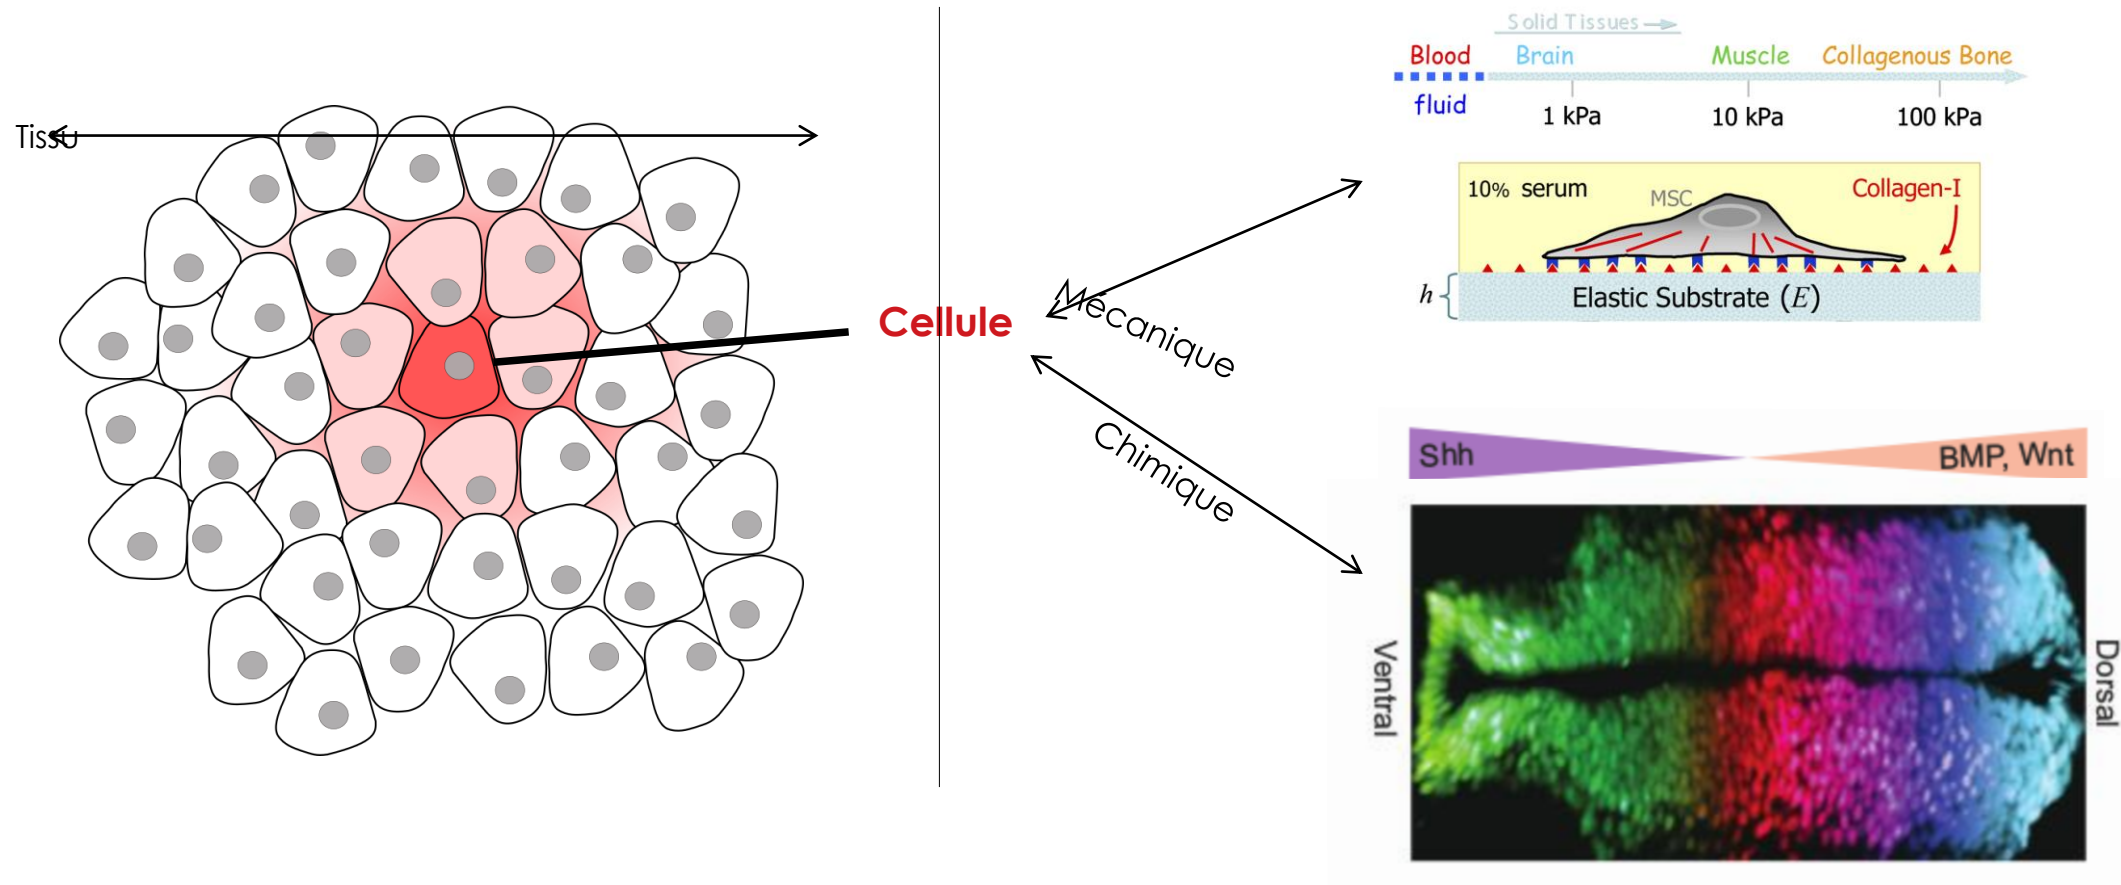 Tissu
Cellule
Mécanique
Chimique
Solid Tissues
Blood Brain Muscle Collagenous Bone
fluid
1 kPa 10 kPa 100 kPa
10% serum MSC Collagen-I
h Elastic Substrate (E)
Shh BMP, Wnt
Ventral
Dorsal